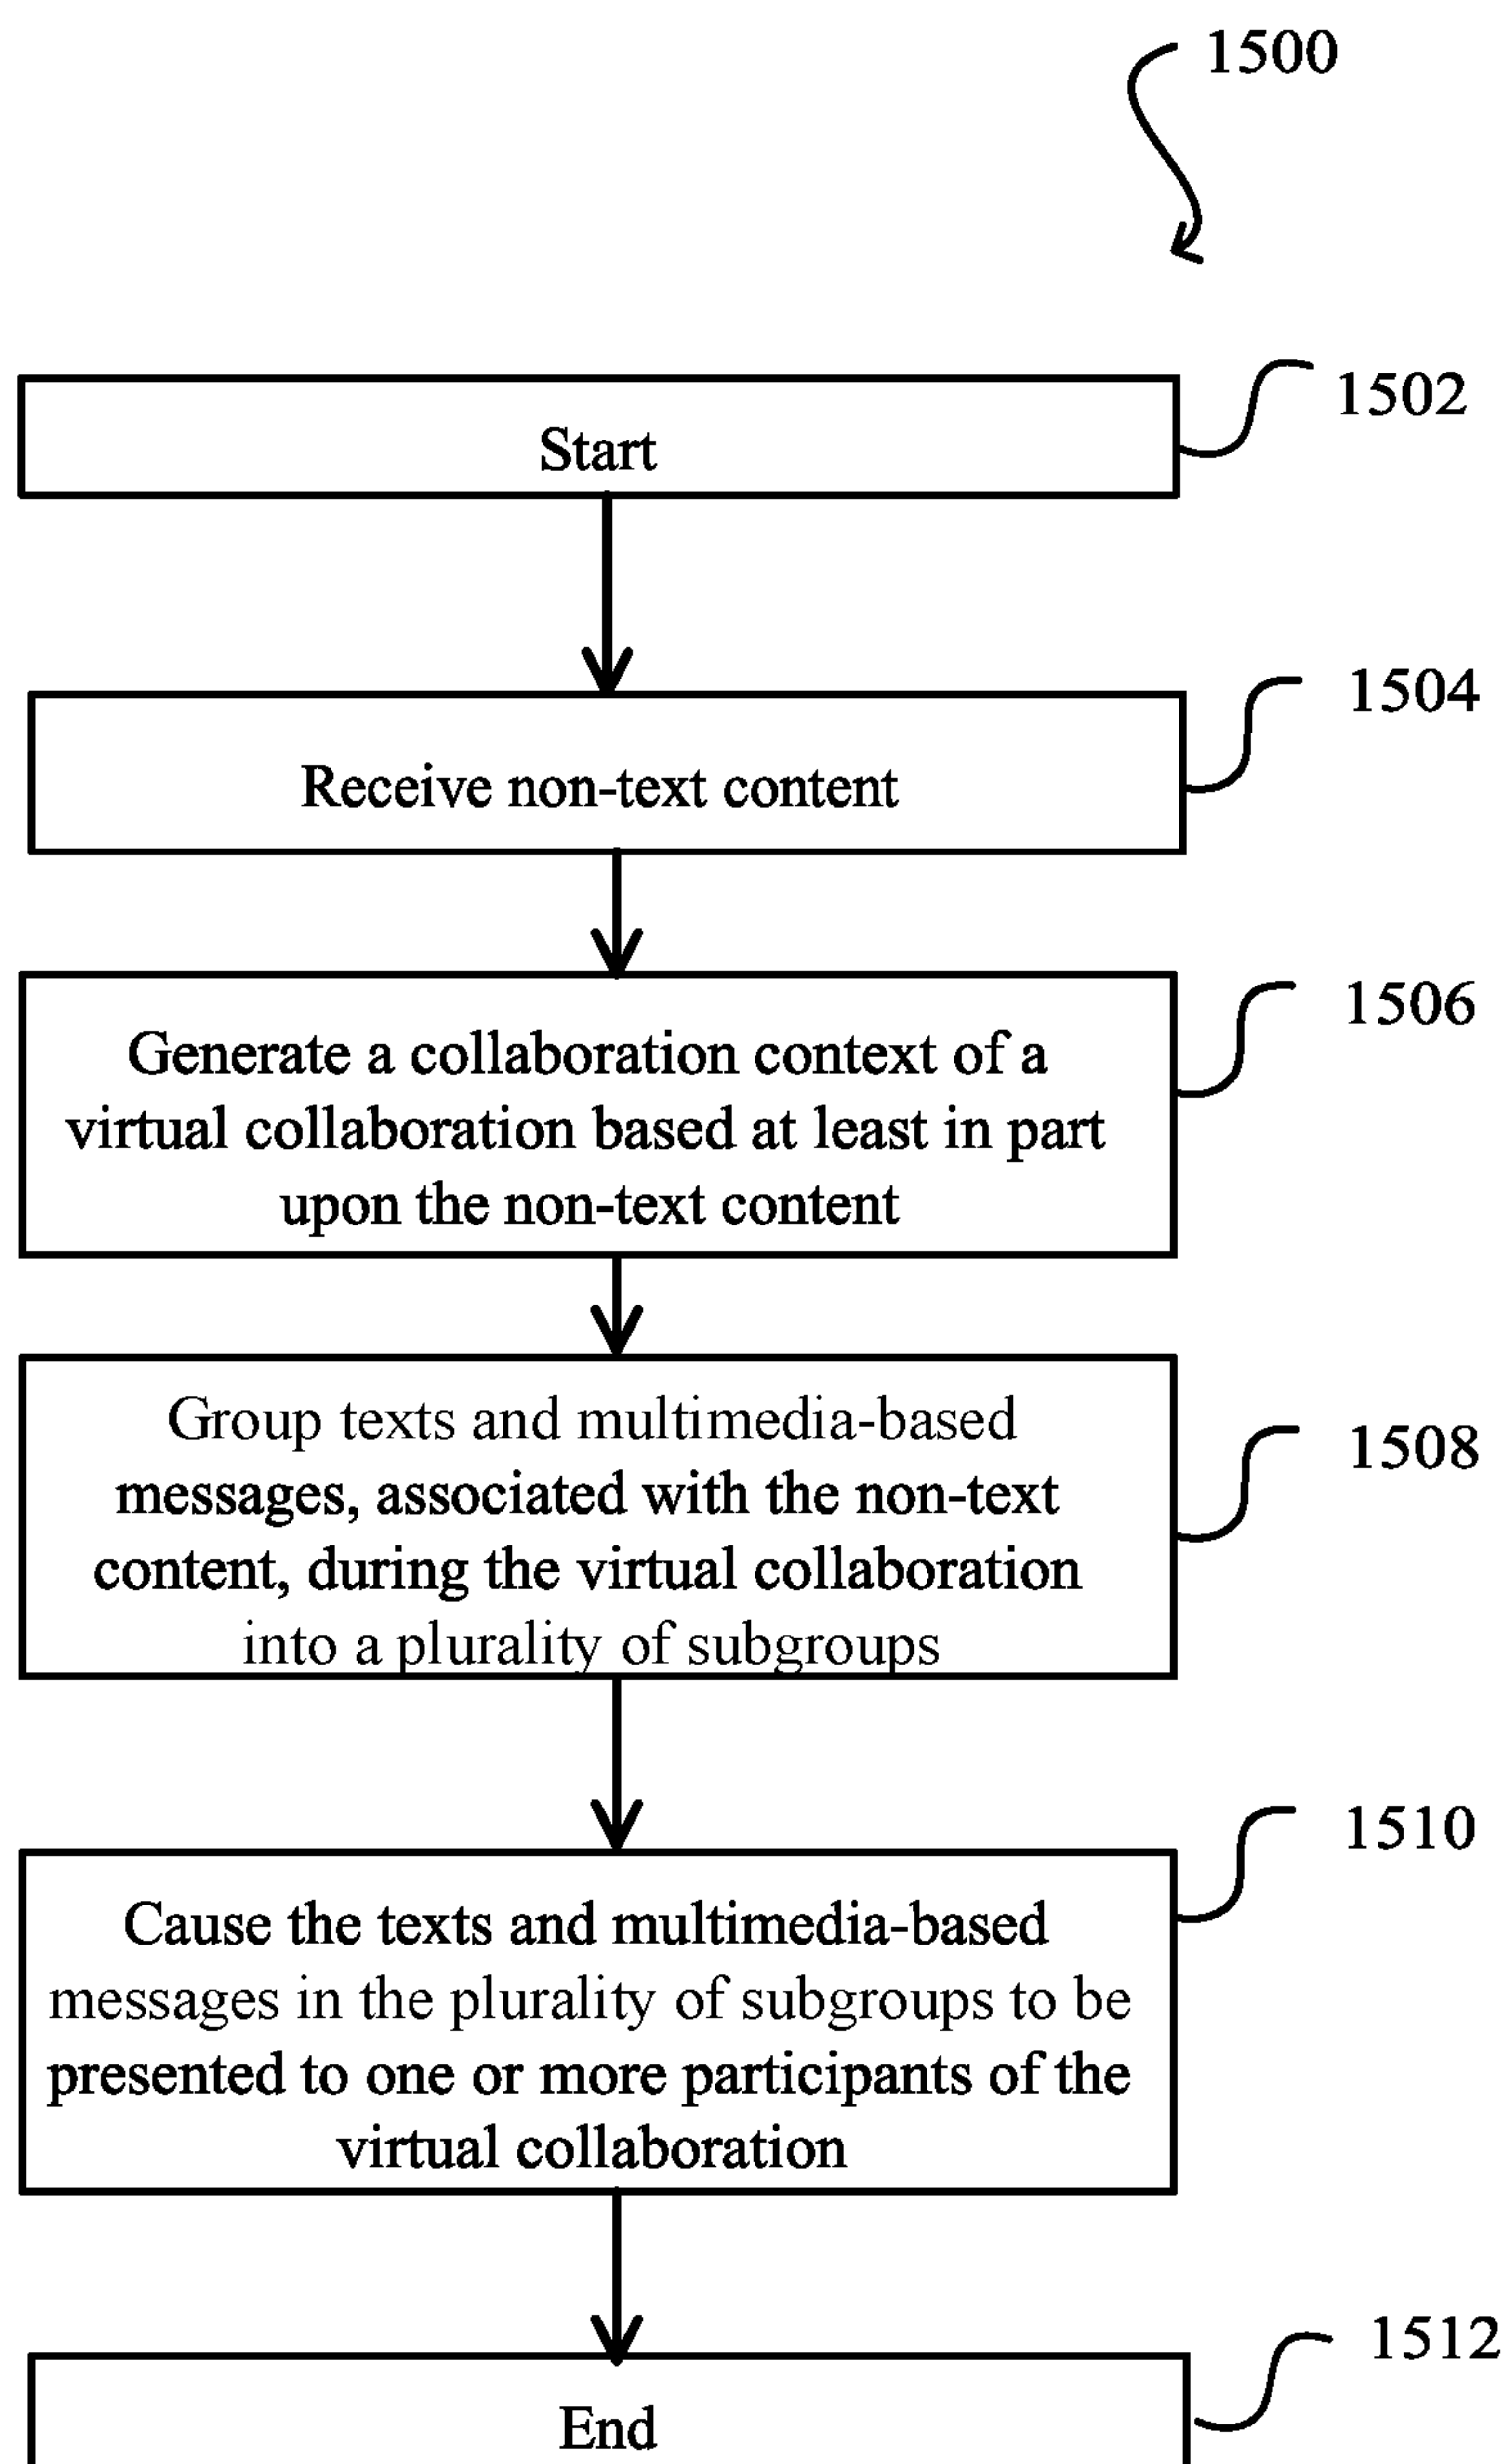 1500
1502
Start
1504
Receive non-text content
1506
Generate a collaboration context of a
virtual collaboration based at least in part
upon the non-text content
1508
Group texts and multimedia-based
messages, associated with the non-text
content, during the virtual collaboration
into a plurality of subgroups
1510
Cause the texts and multimedia-based
messages in the plurality of subgroups to be
presented to one or more participants of the
virtual collaboration
1512
End